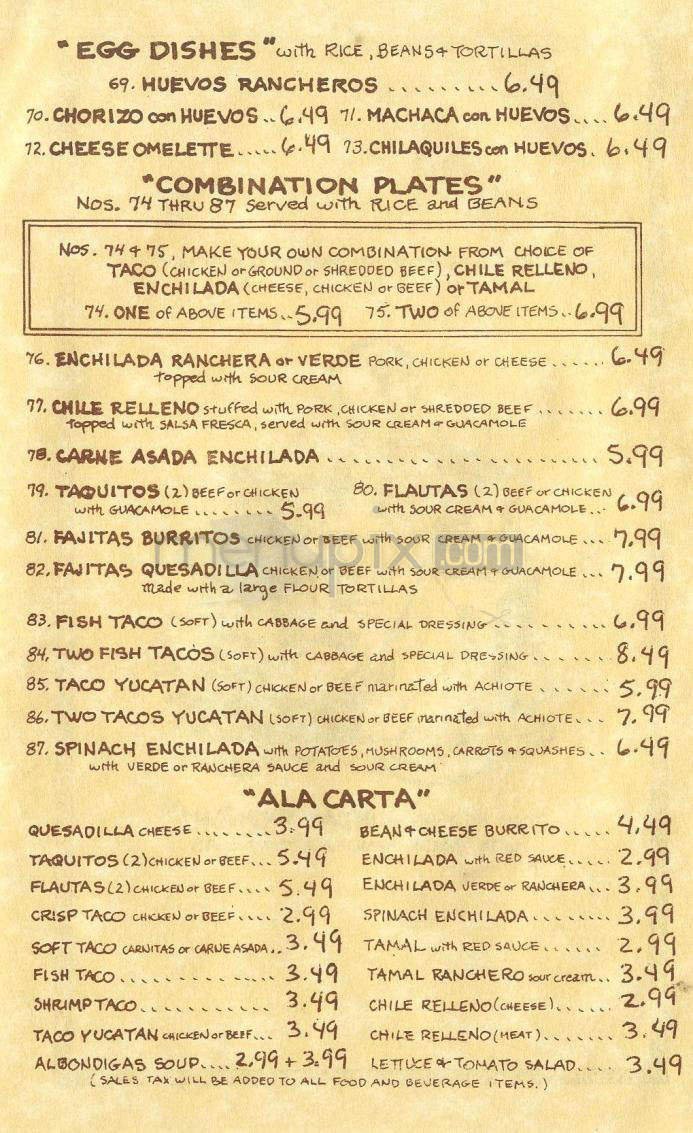 "EGG DISHES" with RICE, BEANS & TORTILLAS
69. HUEVOS RANCHEROS ......... 6.49
70. CHORIZO con HUEVOS .. 6.49 71. MACHACA con HUEVOS.... 6.49
72. CHEESE OMELETTE ..... 6.49 73. CHILAQUILES con HUEVOS. 6.49
"COMBINATION PLATES"
NOS. 74 THRU 87 served with RICE and BEANS
NOS. 74 & 75, MAKE YOUR OWN COMBINATION FROM CHOICE OF
TACO (CHICKEN or GROUND or SHREDDED BEEF), CHILE RELLENO,
ENCHILADA (CHEESE, CHICKEN or BEEF) or TAMAL
74. ONE of ABOVE ITEMS.. 5.99 75. TWO of ABOVE ITEMS.. 6.99
76. ENCHILADA RANCHERA or VERDE PORK, CHICKEN or CHEESE ...... 6.49
topped with SOUR CREAM
77. CHILE RELLENO stuffed with PORK, CHICKEN or SHREDDED BEEF ....... 6.99
topped with SALSA FRESCA, served with SOUR CREAM & GUACAMOLE
78. CARNE ASADA ENCHILADA ...................... 5.99
79. TAQUITOS (2) BEEF or CHICKEN 80. FLAUTAS (2) BEEF or CHICKEN
with GUACAMOLE ........ 5.99 with SOUR CREAM & GUACAMOLE... 6.99
81. FAJITAS BURRITOS CHICKEN or BEEF with SOUR CREAM & GUACAMOLE ... 7.99
menupix.com
82. FAJITAS QUESADILLA CHICKEN or BEEF with SOUR CREAM & GUACAMOLE ... 7.99
made with a large FLOUR TORTILLAS
83. FISH TACO (SOFT) with CABBAGE and SPECIAL DRESSING .......... 6.99
84. TWO FISH TACOS (SOFT) with CABBAGE and SPECIAL DRESSING ....... 8.49
85. TACO YUCATAN (SOFT) CHICKEN or BEEF marinated with ACHIOTE ...... 5.99
86. TWO TACOS YUCATAN (SOFT) CHICKEN or BEEF marinated with ACHIOTE... 7.99
87. SPINACH ENCHILADA with POTATOES, MUSHROOMS, CARROTS & SQUASHES.. 6.49
with VERDE or RANCHERA SAUCE and SOUR CREAM
"ALA CARTA"
QUESADILLA CHEESE ........ 3.99 BEAN & CHEESE BURRITO ..... 4.49
TAQUITOS (2) CHICKEN or BEEF... 5.49 ENCHILADA with RED SAUCE..... 2.99
FLAUTAS (2) CHICKEN or BEEF.... 5.49 ENCHILADA VERDE or RANCHERA... 3.99
CRISP TACO CHICKEN or BEEF.... 2.99 SPINACH ENCHILADA........ 3.99
SOFT TACO CARNITAS or CARNE ASADA.. 3.49 TAMAL with RED SAUCE...... 2.99
FISH TACO ............ 3.49 TAMAL RANCHERO sour cream.. 3.49
SHRIMP TACO ........... 3.49 CHILE RELLENO (CHEESE)..... 2.99
TACO YUCATAN CHICKEN or BEEF... 3.49 CHILE RELLENO (MEAT)....... 3.49
ALBONDIGAS SOUP.... 2.99 + 3.99 LETTUCE & TOMATO SALAD..... 3.49
(SALES TAX WILL BE ADDED TO ALL FOOD AND BEVERAGE ITEMS.)